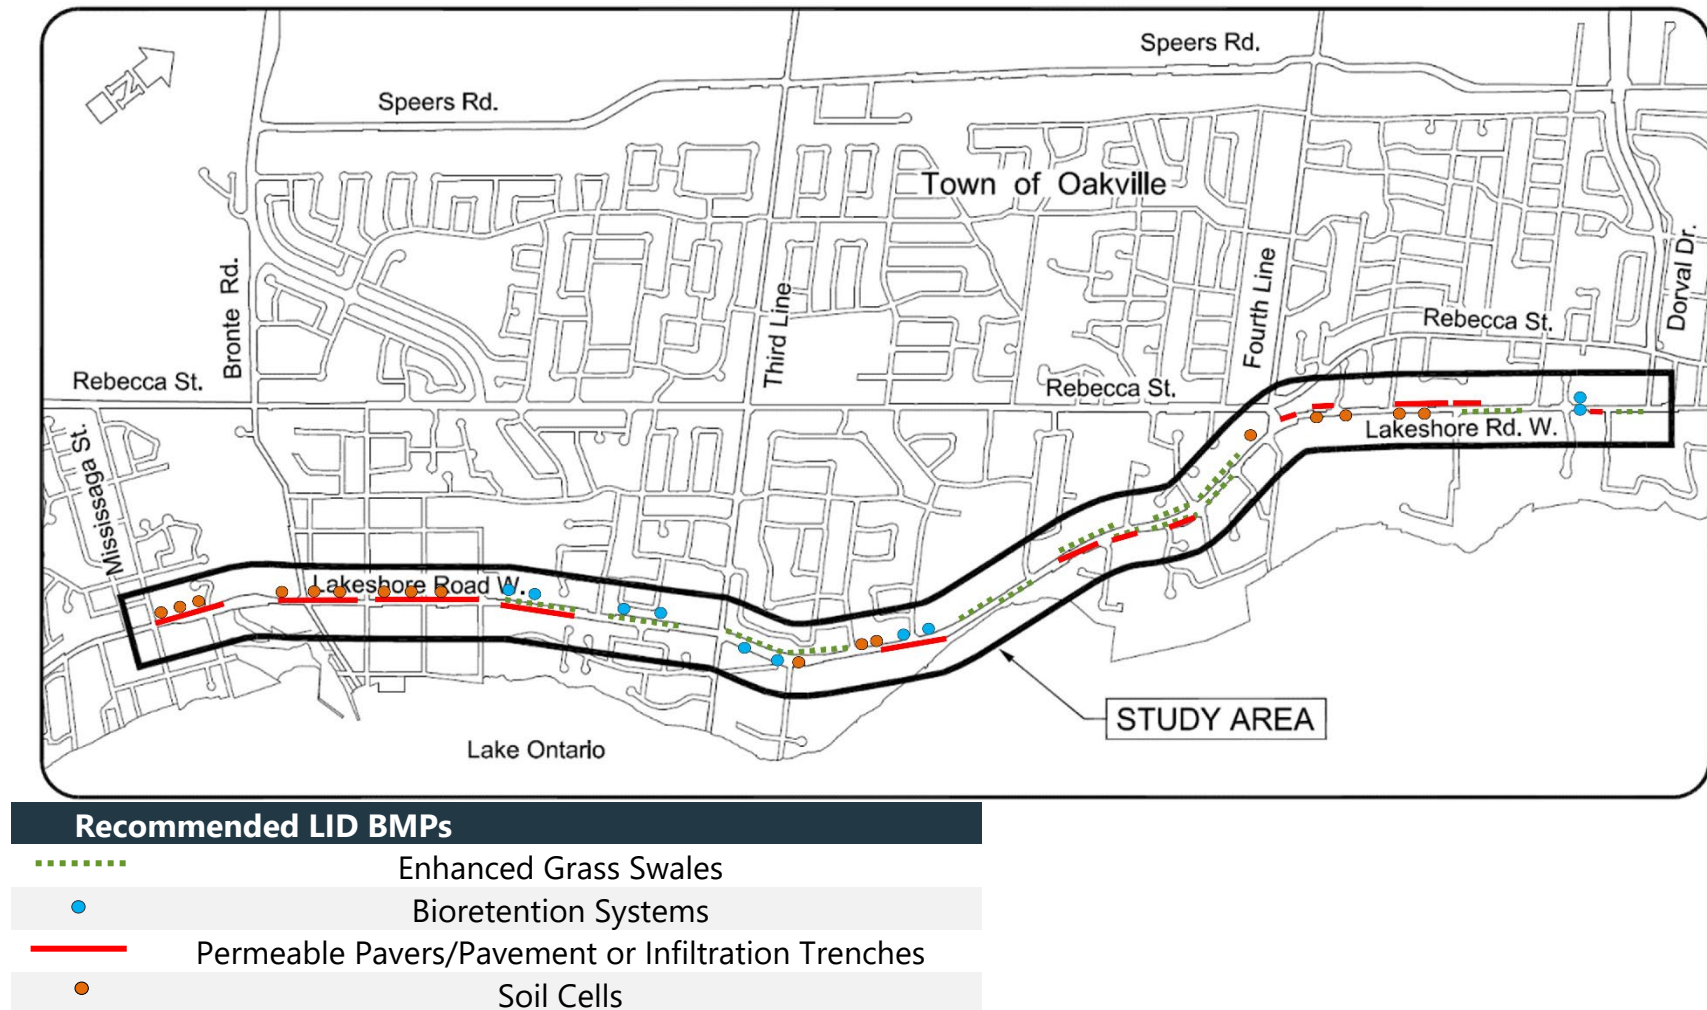 Speers Rd.
Speers Rd.
Town of Oakville
N
Bronte Rd.
Third Line
Fourth Line
Dorval Dr.
Rebecca St.
Rebecca St.
Rebecca St.
Mississaga St.
Lakeshore Rd. W.
Lakeshore Road W.
STUDY AREA
Lake Ontario
Recommended LID BMPs
Enhanced Grass Swales
Bioretention Systems
Permeable Pavers/Pavement or Infiltration Trenches
Soil Cells